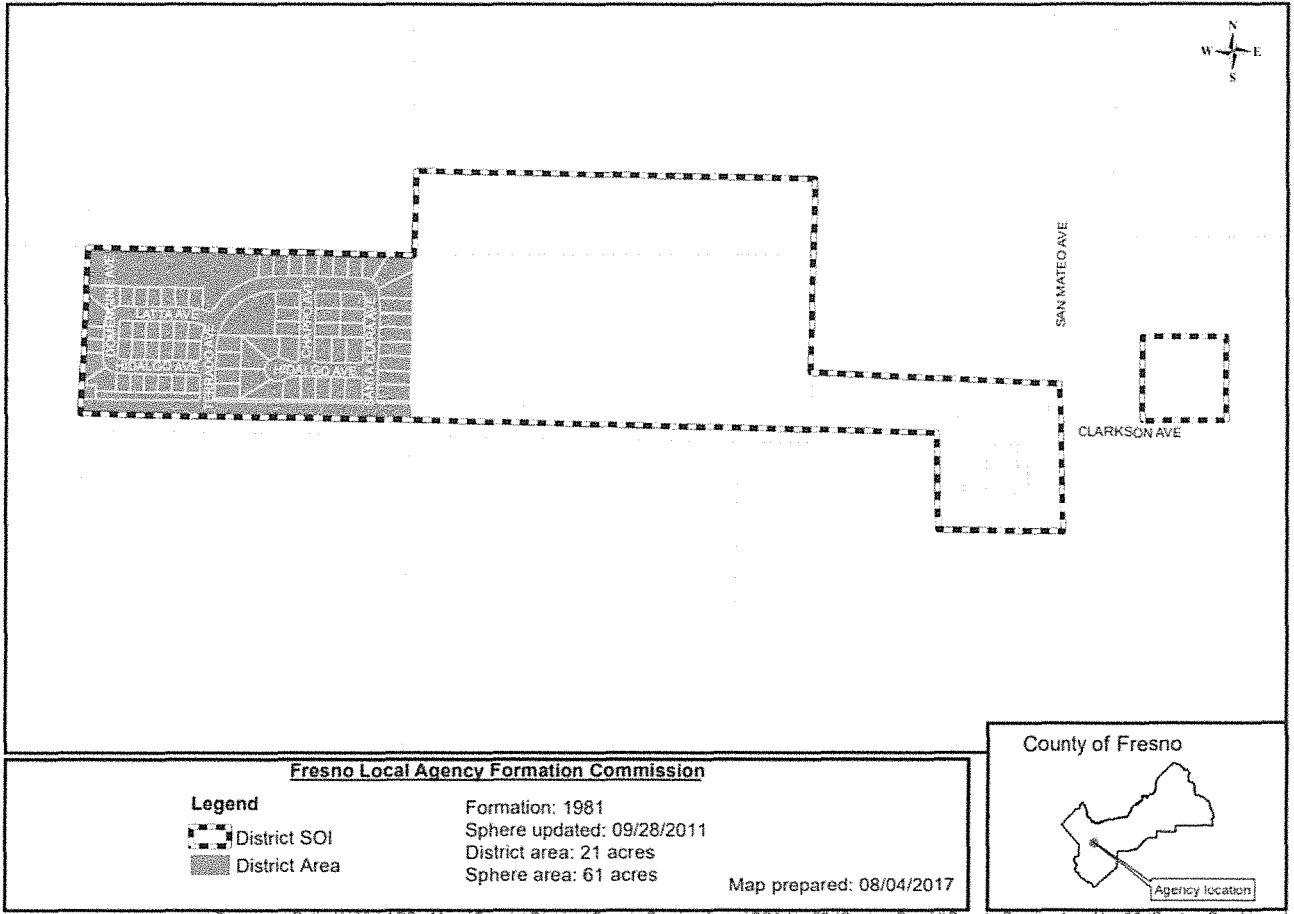 N
W E
S
SAN MATEO AVE
LATTA AVE
HIDALGO AVE
HIDALGO AVE
SANTA CLARA AVE
CLARKSON AVE
County of Fresno
Agency location
Fresno Local Agency Formation Commission
Legend
District SOI
District Area
Formation: 1981
Sphere updated: 09/28/2011
District area: 21 acres
Sphere area: 61 acres
Map prepared: 08/04/2017